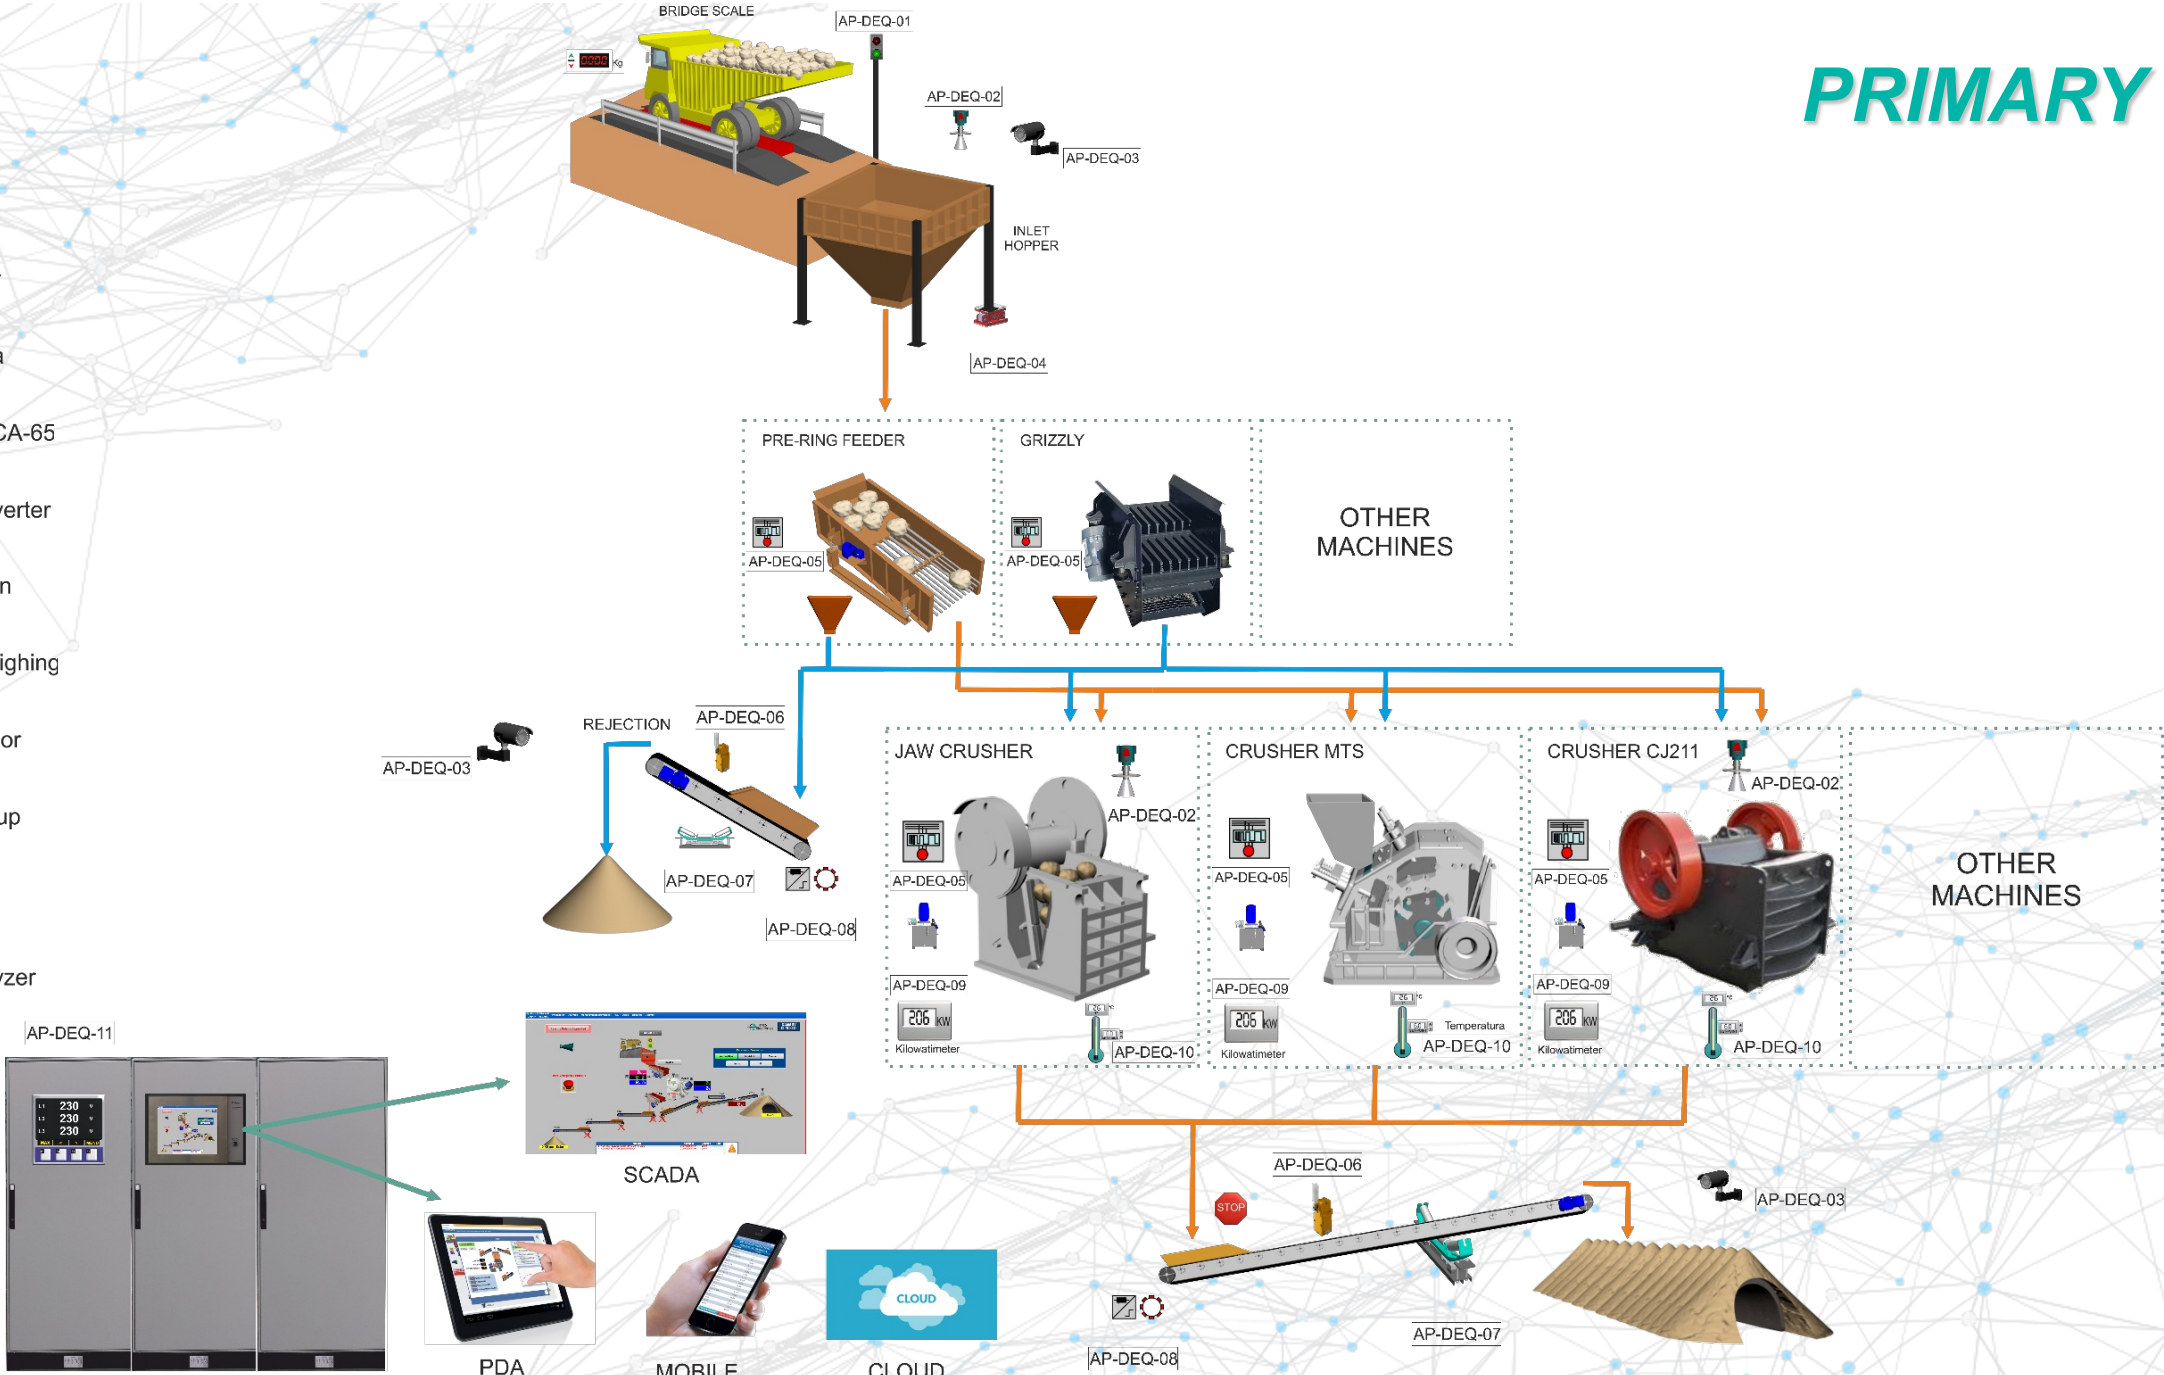 BRIDGE SCALE
AP-DEQ-01
PRIMARY
Kg
AP-DEQ-02
AP-DEQ-03
INLET
HOPPER
AP-DEQ-04
CA-65
verter
n
ighing
or
up
yzer
PRE-RING FEEDER
GRIZZLY
AP-DEQ-05
AP-DEQ-05
OTHER
MACHINES
REJECTION
AP-DEQ-06
AP-DEQ-03
AP-DEQ-07
AP-DEQ-08
JAW CRUSHER
AP-DEQ-02
AP-DEQ-05
AP-DEQ-09
206 KW
Kilowatimeter
AP-DEQ-10
CRUSHER MTS
AP-DEQ-05
AP-DEQ-09
206 KW
Kilowatimeter
Temperatura
AP-DEQ-10
CRUSHER CJ211
AP-DEQ-02
AP-DEQ-05
AP-DEQ-09
206 KW
Kilowatimeter
AP-DEQ-10
OTHER
MACHINES
AP-DEQ-11
230
230
230
SCADA
PDA
MOBILE
CLOUD
CLOUD
STOP
AP-DEQ-06
AP-DEQ-03
AP-DEQ-07
AP-DEQ-08